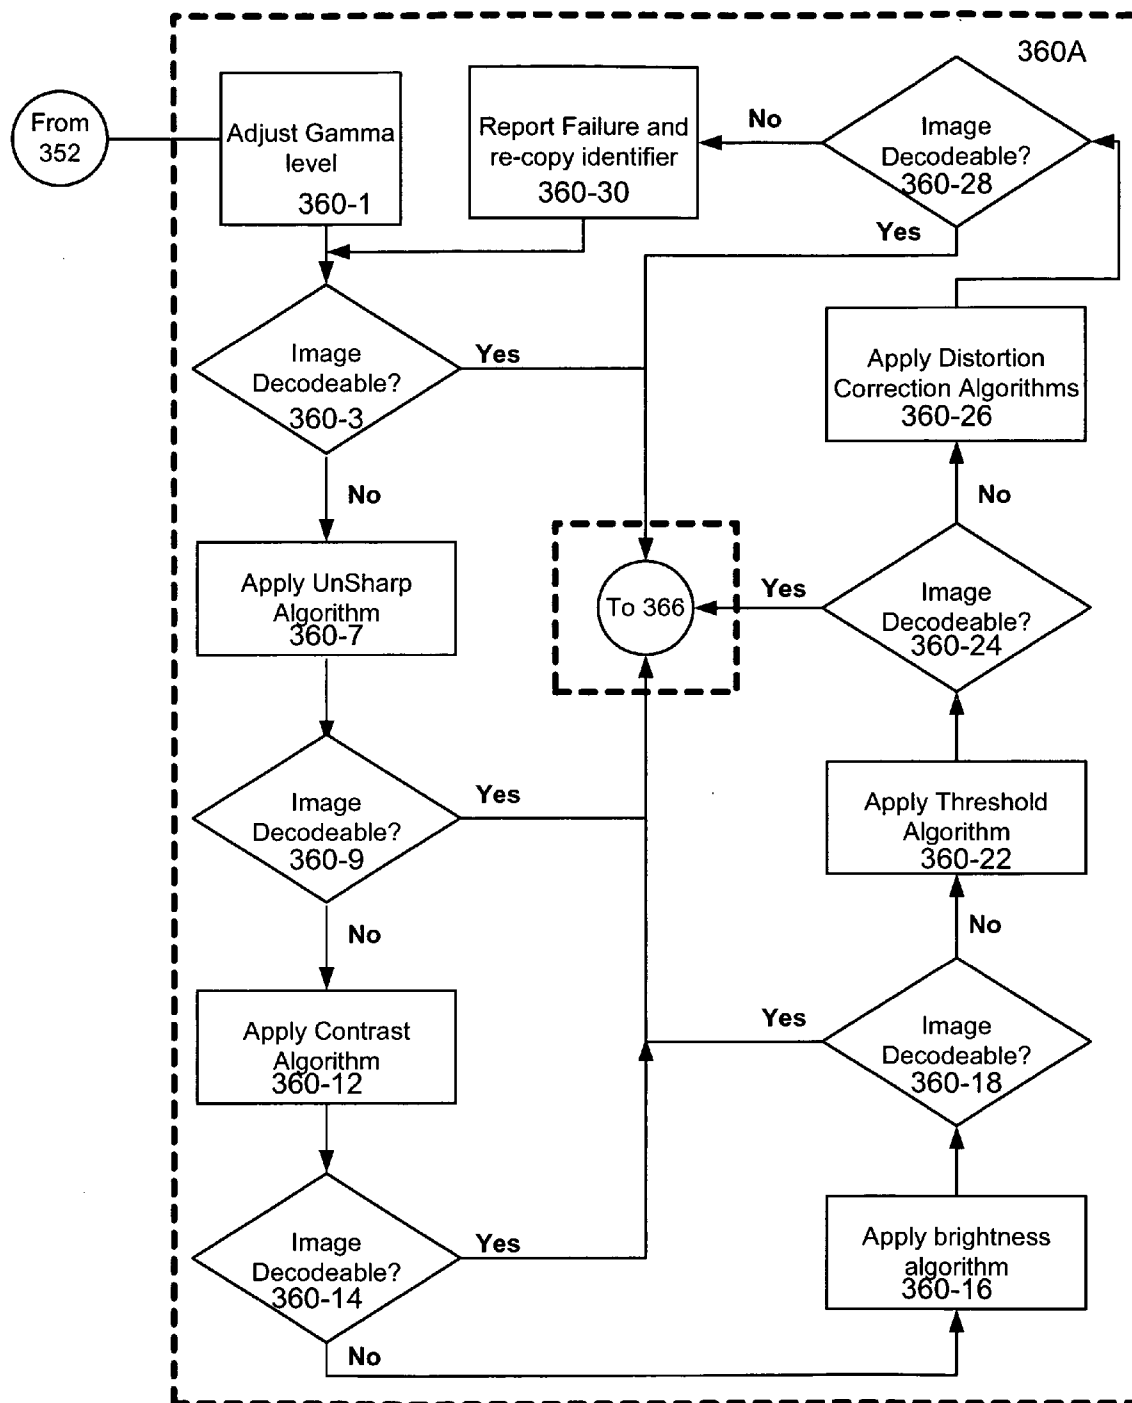 360A
From
352
Adjust Gamma
level
360-1
Report Failure and
re-copy identifier
360-30
No
Image
Decodeable?
360-28
Yes
Image
Decodeable?
360-3
Yes
No
Apply Distortion
Correction Algorithms
360-26
No
Apply UnSharp
Algorithm
360-7
To 366
Yes
Image
Decodeable?
360-24
Image
Decodeable?
360-9
Yes
No
Apply Threshold
Algorithm
360-22
No
Apply Contrast
Algorithm
360-12
Yes
Image
Decodeable?
360-18
Image
Decodeable?
360-14
Yes
No
Apply brightness
algorithm
360-16